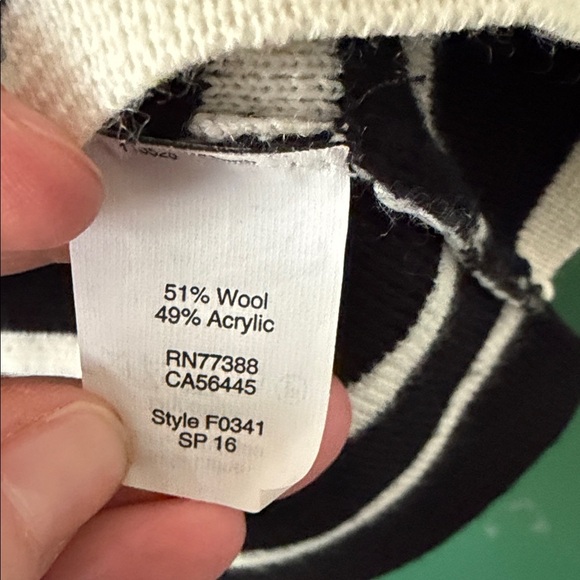 51% Wool
49% Acrylic
RN77388
CA56445
Style F0341
SP 16